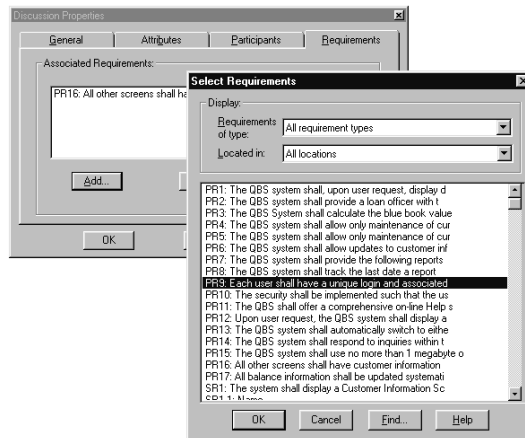 Discussion Properties
General Attributes Participants Requirements
Associated Requirements:
PR16: All other screens shall ha
Add...
OK
Select Requirements
Display:
Requirements of type: All requirement types
Located in: All locations
PR1: The QBS system shall, upon user request, display d
PR2: The QBS system shall provide a loan officer with t
PR3: The QBS System shall calculate the blue book value
PR4: The QBS system shall allow only maintenance of cur
PR5: The QBS system shall allow only maintenance of cur
PR6: The QBS system shall allow updates to customer inf
PR7: The QBS system shall provide the following reports
PR8: The QBS system shall track the last date a report
PR9: Each user shall have a unique login and associated
PR10: The security shall be implemented such that the us
PR11: The QBS shall offer a comprehensive on-line Help s
PR12: Upon user request, the QBS system shall display a
PR13: The QBS system shall automatically switch to eithe
PR14: The QBS system shall respond to inquiries within t
PR15: The QBS system shall use no more than 1 megabyte o
PR16: All other screens shall have customer information
PR17: All balance information shall be updated systemati
SR1: The system shall display a Customer Information Sc
SR1.1: Name
OK Cancel Find... Help